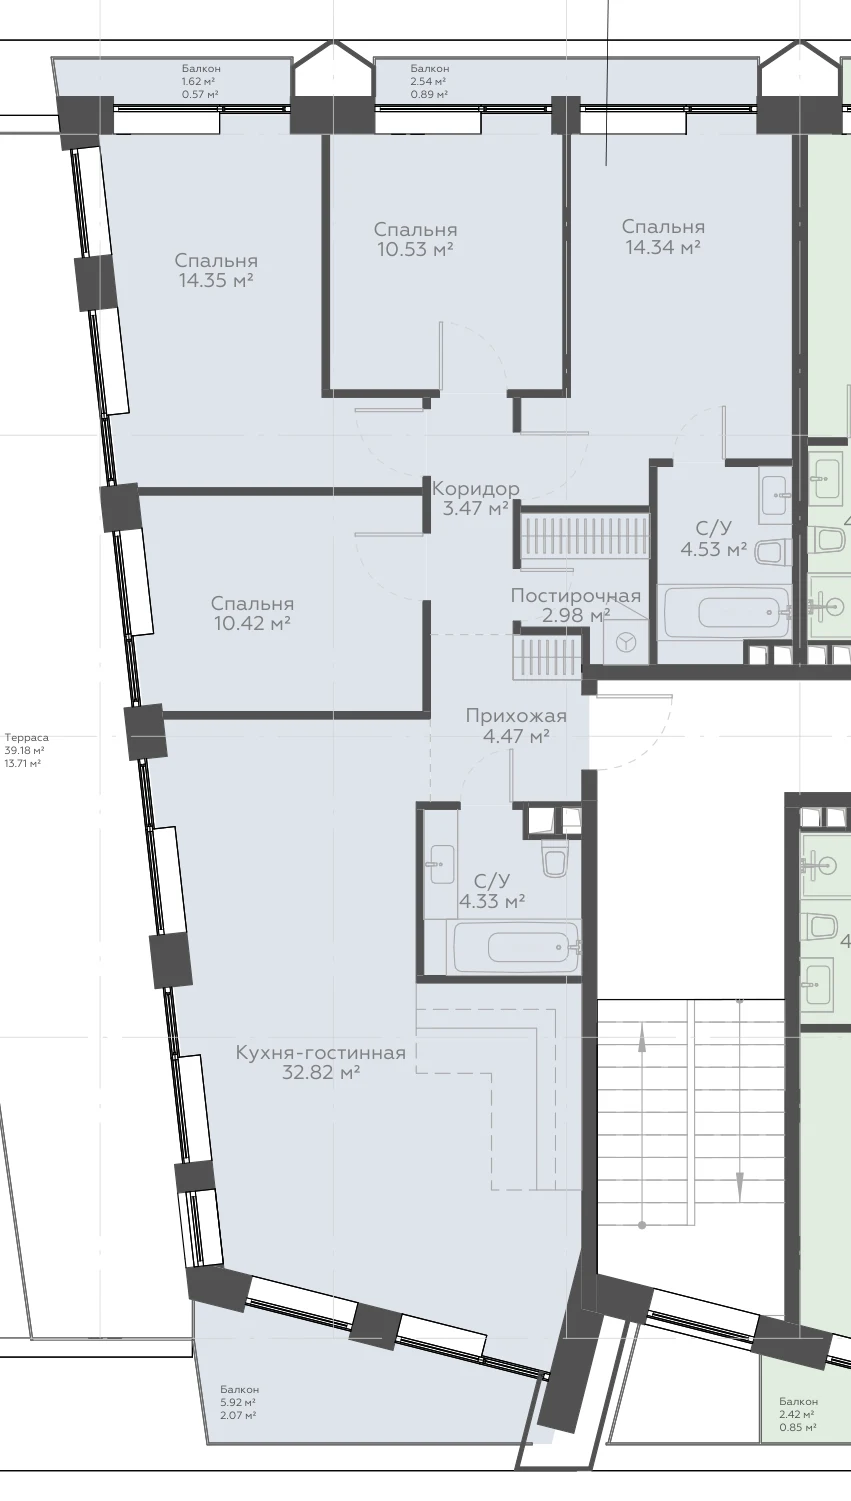 Балкон
1.62 м²
0.57 м²
Балкон
2.54 м²
0.89 м²
Спальня
14.35 м²
Спальня
10.53 м²
Спальня
14.34 м²
Коридор
3.47 м²
С/У
4.53 м²
4
Спальня
10.42 м²
Постирочная
2.98 м²
Прихожая
4.47 м²
Терраса
39.18 м²
13.71 м²
С/У
4.33 м²
4
Кухня-гостинная
32.82 м²
Балкон
5.92 м²
2.07 м²
Балкон
2.42 м²
0.85 м²